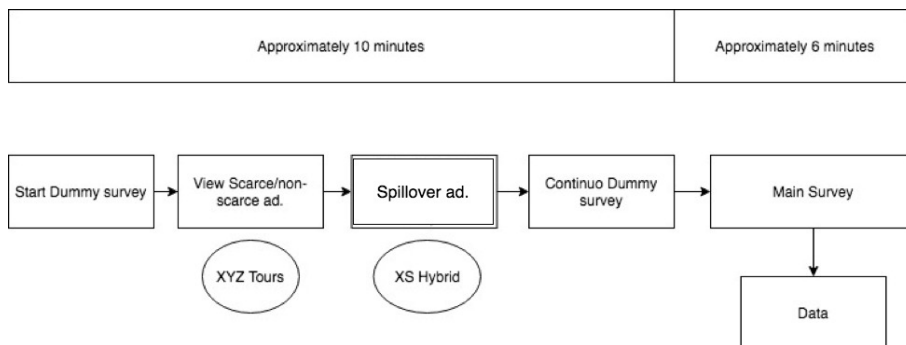 Approximately 10 minutes
Approximately 6 minutes
Start Dummy survey
View Scarce/non-
scarce ad.
Spillover ad.
Continuo Dummy
survey
Main Survey
XYZ Tours
XS Hybrid
Data